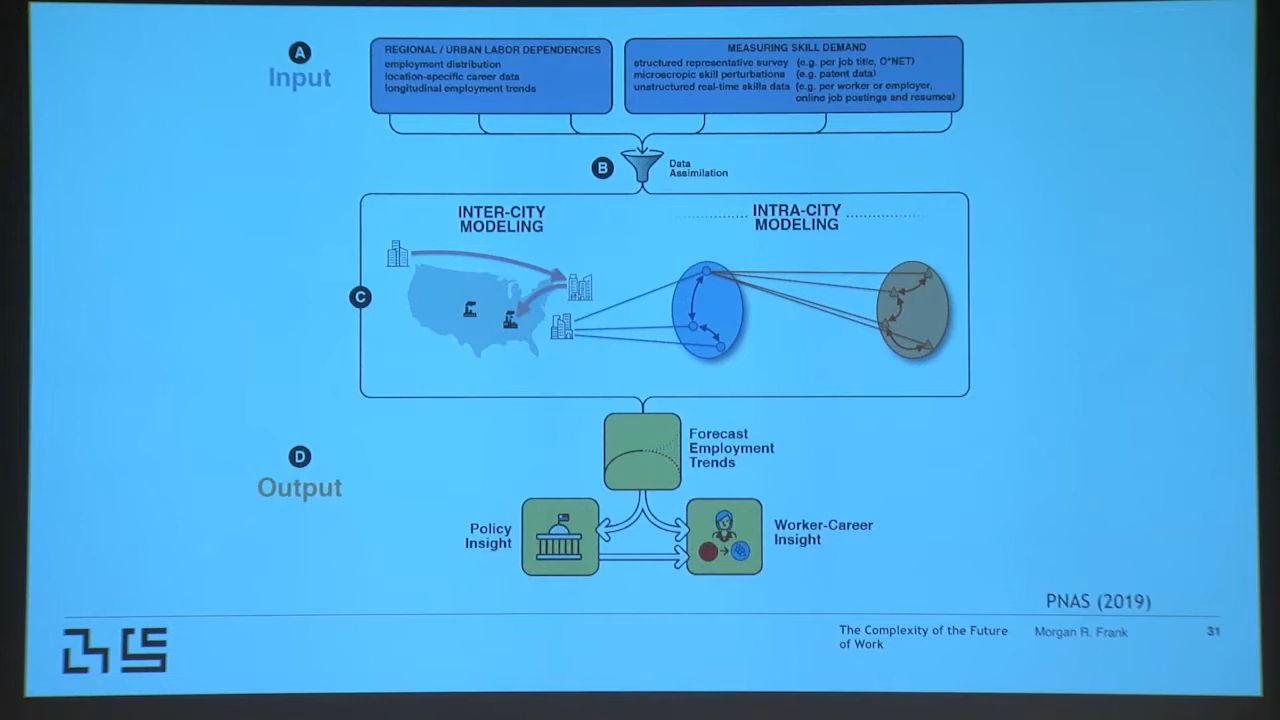 A
Input
REGIONAL / URBAN LABOR DEPENDENCIES
employment distribution
location-specific career data
longitudinal employment trends
MEASURING SKILL DEMAND
structured representative survey (e.g. per job title, O*NET)
microscopic skill perturbations (e.g. patent data)
unstructured real-time skills data (e.g. per worker or employer,
online job postings and resumes)
B
Data
Assimilation
C
INTER-CITY
MODELING
INTRA-CITY
MODELING
D
Output
Forecast
Employment
Trends
Policy
Insight
Worker-Career
Insight
PNAS (2019)
The Complexity of the Future
of Work
Morgan R. Frank
31